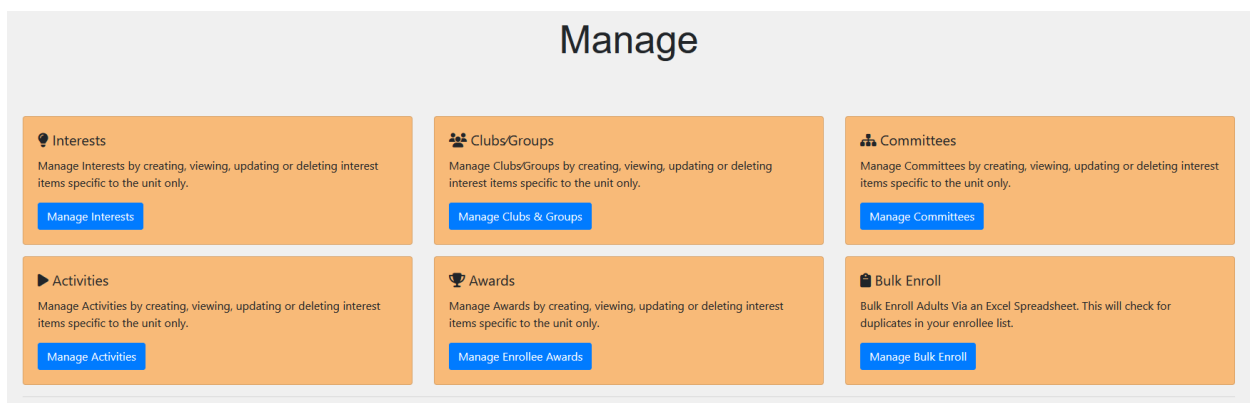 Manage
Interests
Manage Interests by creating, viewing, updating or deleting interest
items specific to the unit only.
Manage Interests
Clubs/Groups
Manage Clubs/Groups by creating, viewing, updating or deleting
interest items specific to the unit only.
Manage Clubs & Groups
Committees
Manage Committees by creating, viewing, updating or deleting interest
items specific to the unit only.
Manage Committees
Activities
Manage Activities by creating, viewing, updating or deleting interest
items specific to the unit only.
Manage Activities
Awards
Manage Awards by creating, viewing, updating or deleting interest
items specific to the unit only.
Manage Enrollee Awards
Bulk Enroll
Bulk Enroll Adults Via an Excel Spreadsheet. This will check for
duplicates in your enrollee list.
Manage Bulk Enroll